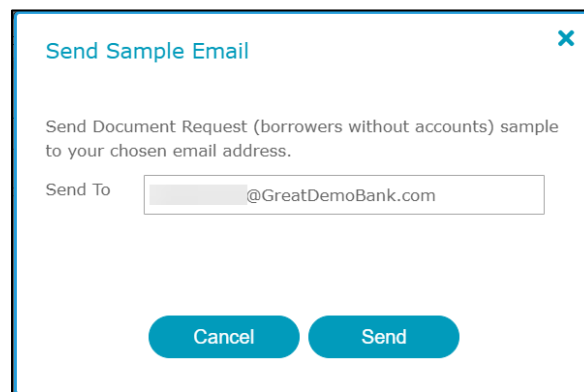 Send Sample Email
Send Document Request (borrowers without accounts) sample
to your chosen email address.
Send To
@GreatDemoBank.com
Cancel
Send